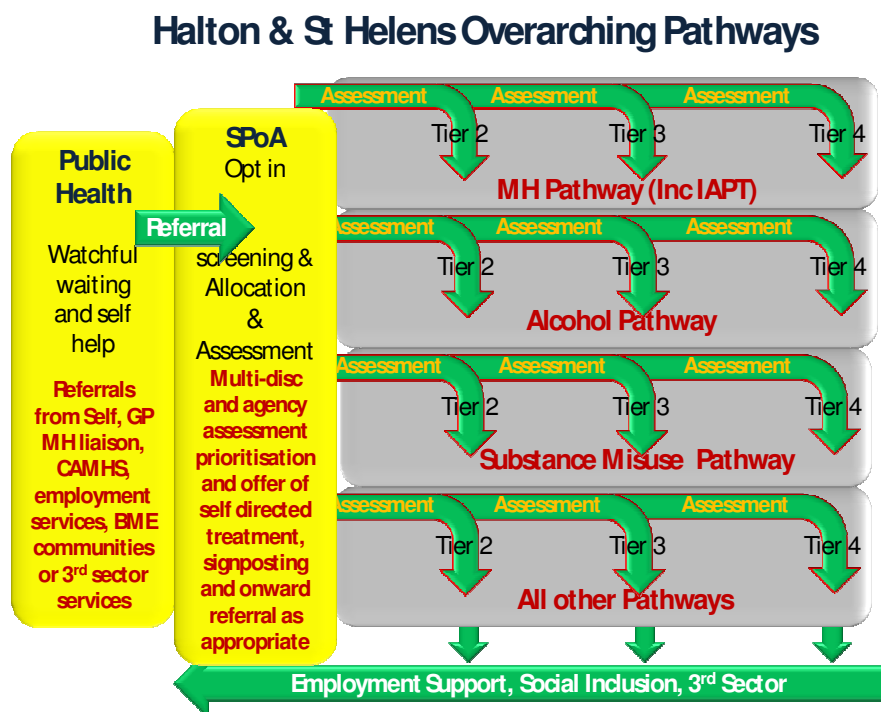 Halton & St Helens Overarching Pathways
Public
Health
Watchful
waiting
and self
help
Referrals
from Self, GP
MH liaison,
CAMHS,
employment
services, BME
communities
or 3rd sector
services
Referral
SPoA
Opt in
screening &
Allocation
&
Assessment
Multi-disc
and agency
assessment
prioritisation
and offer of
self directed
treatment,
signposting
and onward
referral as
appropriate
Assessment Assessment Assessment
Tier 2 Tier 3 Tier 4
MH Pathway (Inc IAPT)
Assessment Assessment Assessment
Tier 2 Tier 3 Tier 4
Alcohol Pathway
Assessment Assessment Assessment
Tier 2 Tier 3 Tier 4
Substance Misuse Pathway
Assessment Assessment Assessment
Tier 2 Tier 3 Tier 4
All other Pathways
Employment Support, Social Inclusion, 3rd Sector